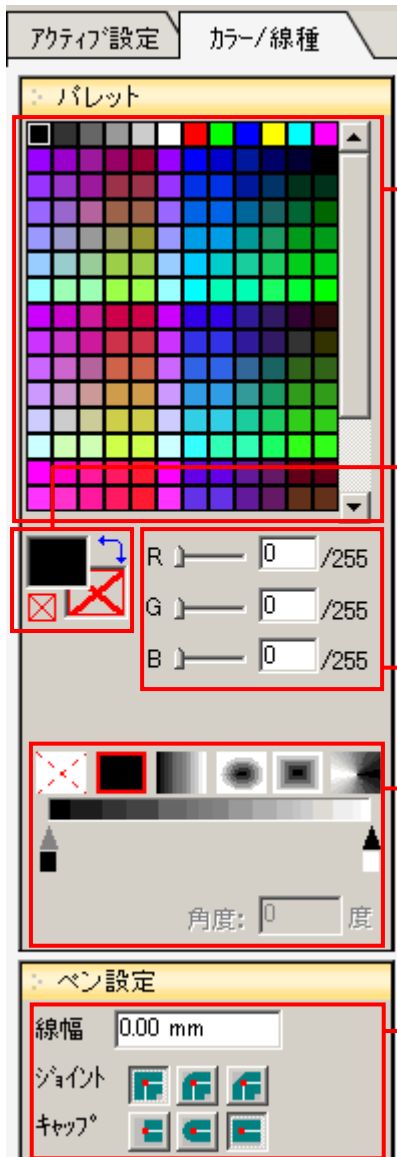 アクティブ設定 カラー/線種
パレット
R 0 /255
G 0 /255
B 0 /255
角度: 0 度
ペン設定
線幅 0.00 mm
ジョイント
キャップ